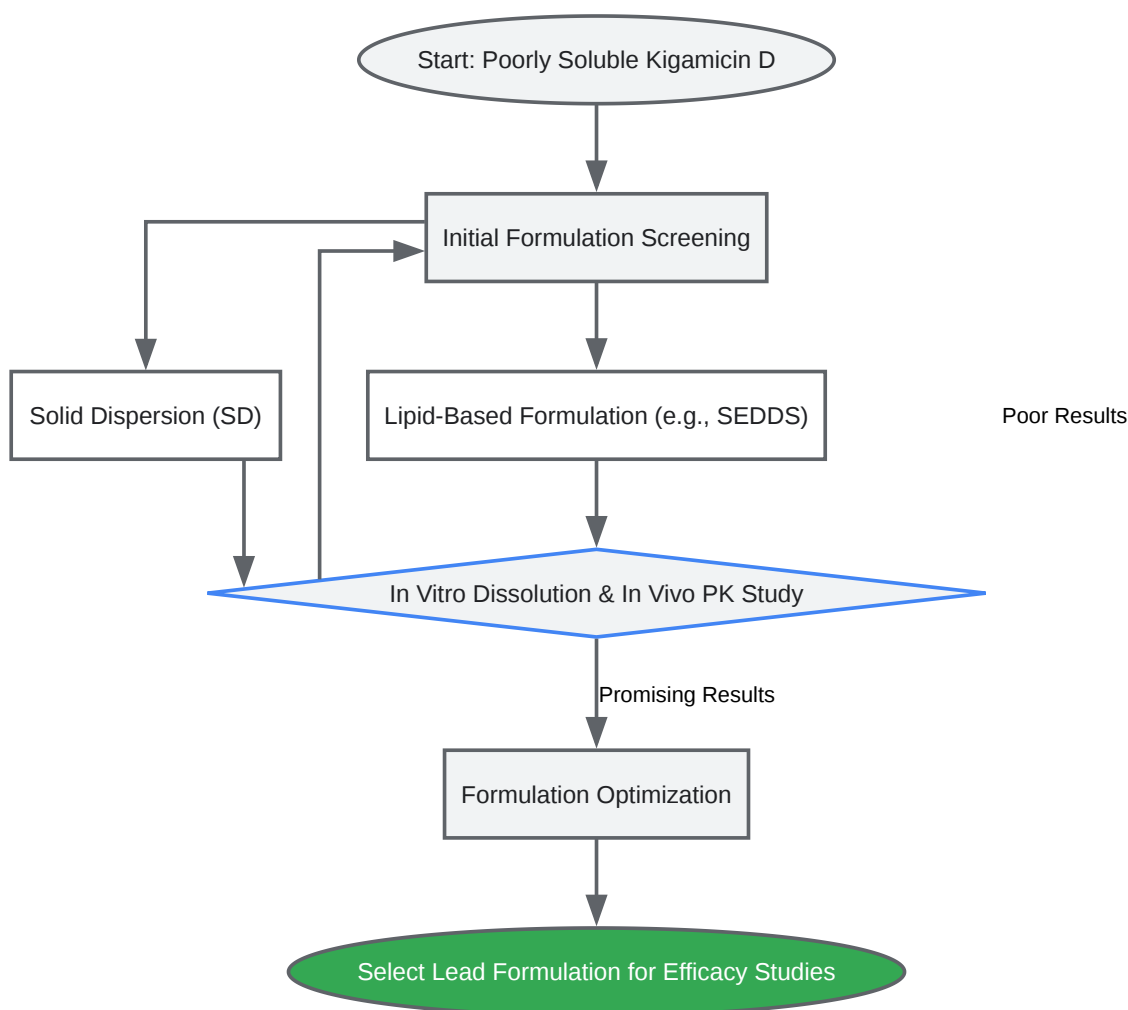 Start: Poorly Soluble Kigamicin D
Initial Formulation Screening
Solid Dispersion (SD)
Lipid-Based Formulation (e.g., SEDDS)
Poor Results
In Vitro Dissolution & In Vivo PK Study
Promising Results
Formulation Optimization
Select Lead Formulation for Efficacy Studies